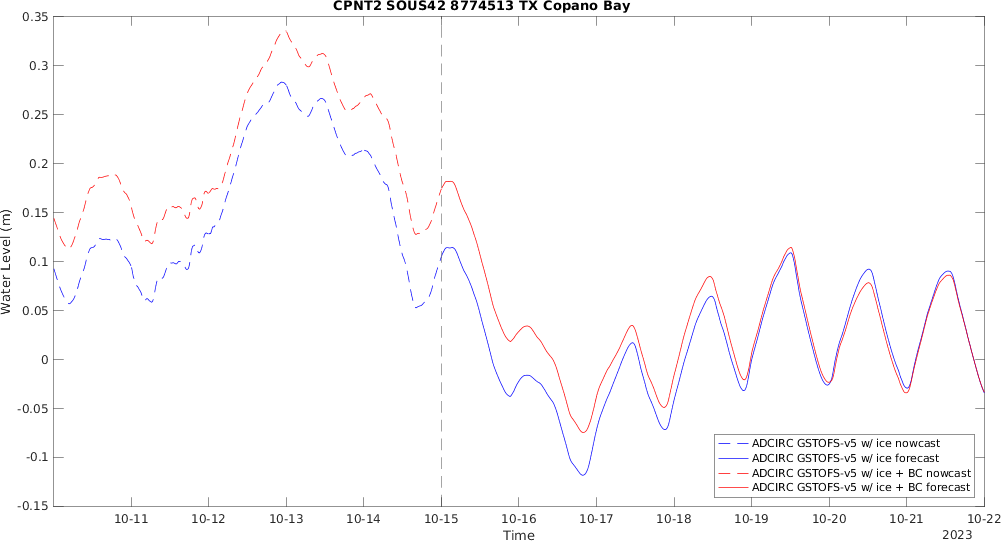 CPNT2 SOUS42 8774513 TX Copano Bay
0.35
0.3
0.25
0.2
0.15
0.1
0.05
0
-0.05
-0.1
-0.15
Water Level (m)
10-11 10-12 10-13 10-14 10-15 10-16 10-17 10-18 10-19 10-20 10-21 10-22
Time
2023
ADCIRC GSTOFS-v5 w/ ice nowcast
ADCIRC GSTOFS-v5 w/ ice forecast
ADCIRC GSTOFS-v5 w/ ice + BC nowcast
ADCIRC GSTOFS-v5 w/ ice + BC forecast